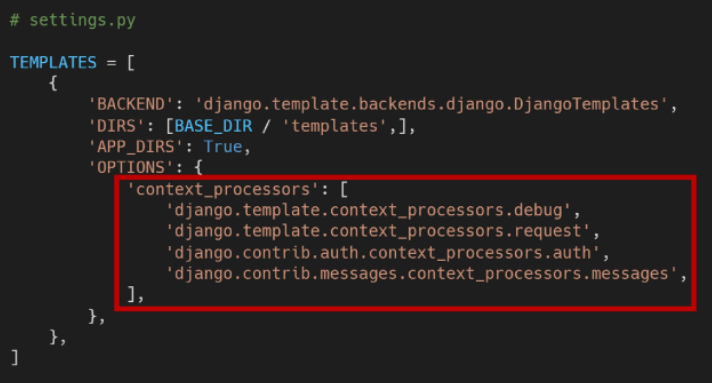 # settings.py
TEMPLATES = [
    {
        'BACKEND': 'django.template.backends.django.DjangoTemplates',
        'DIRS': [BASE_DIR / 'templates',],
        'APP_DIRS': True,
        'OPTIONS': {
            'context_processors': [
                'django.template.context_processors.debug',
                'django.template.context_processors.request',
                'django.contrib.auth.context_processors.auth',
                'django.contrib.messages.context_processors.messages',
            ],
        },
    },
]